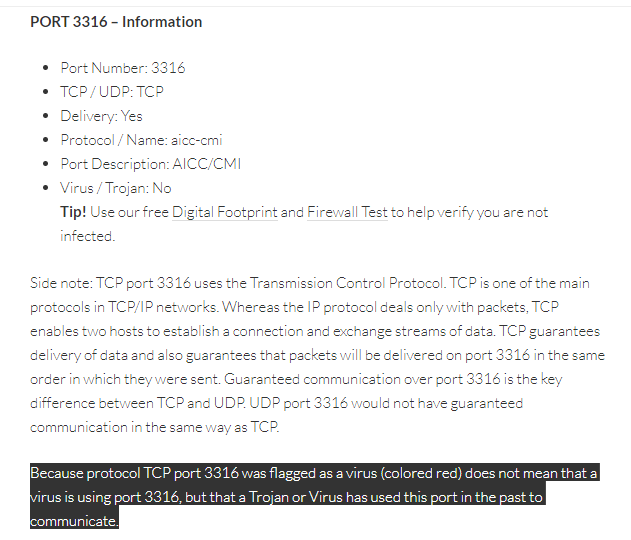 PORT 3316 – Information
• Port Number: 3316
• TCP / UDP: TCP
• Delivery: Yes
• Protocol / Name: aicc-cmi
• Port Description: AICC/CMI
• Virus / Trojan: No
Tip! Use our free Digital Footprint and Firewall Test to help verify you are not
infected.
Side note: TCP port 3316 uses the Transmission Control Protocol. TCP is one of the main
protocols in TCP/IP networks. Whereas the IP protocol deals only with packets, TCP
enables two hosts to establish a connection and exchange streams of data. TCP guarantees
delivery of data and also guarantees that packets will be delivered on port 3316 in the same
order in which they were sent. Guaranteed communication over port 3316 is the key
difference between TCP and UDP. UDP port 3316 would not have guaranteed
communication in the same way as TCP.
Because protocol TCP port 3316 was flagged as a virus (colored red) does not mean that a
virus is using port 3316, but that a Trojan or Virus has used this port in the past to
communicate.